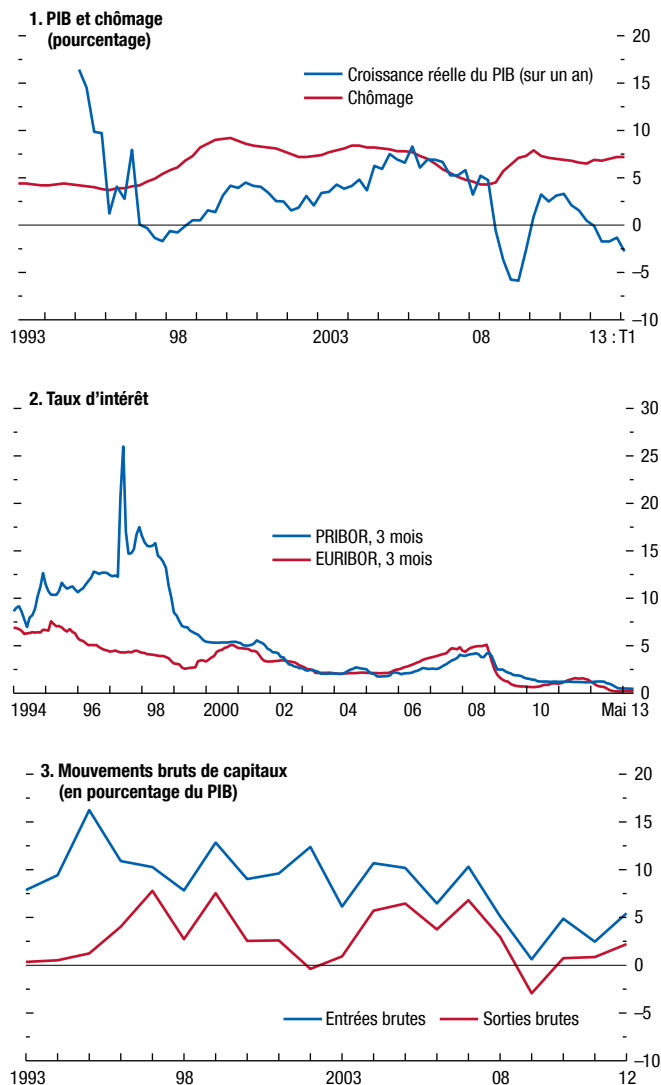 1. PIB et chômage
(pourcentage)
20
Croissance réelle du PIB (sur un an)
Chômage
15
10
5
0
–5
–10
1993 98 2003 08 13 : T1
2. Taux d'intérêt
30
25
20
PRIBOR, 3 mois
EURIBOR, 3 mois
15
10
5
0
1994 96 98 2000 02 04 06 08 10 Mai 13
3. Mouvements bruts de capitaux
(en pourcentage du PIB)
20
15
10
5
0
–5
Entrées brutes Sorties brutes
–10
1993 98 2003 08 12